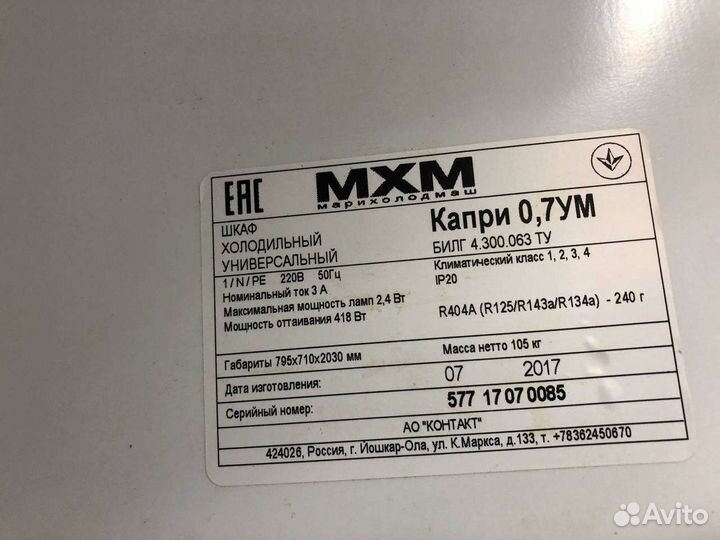 EAC
МХМ
марихолодмаш
ШКАФ
ХОЛОДИЛЬНЫЙ
УНИВЕРСАЛЬНЫЙ
Капри 0,7УМ
БИЛГ 4.300.063 ТУ
1 / N / PE 220В 50Гц
Номинальный ток 3 А
Максимальная мощность ламп 2,4 Вт
Мощность оттаивания 418 Вт
Климатический класс 1, 2, 3, 4
IP20
R404A (R125/R143a/R134a) - 240 г
Габариты 795x710x2030 мм
Масса нетто 105 кг
Дата изготовления: 07 2017
Серийный номер: 577 17 07 0085
АО "КОНТАКТ"
424026, Россия, г. Йошкар-Ола, ул. К.Маркса, д.133, т. +78362450670
Avito